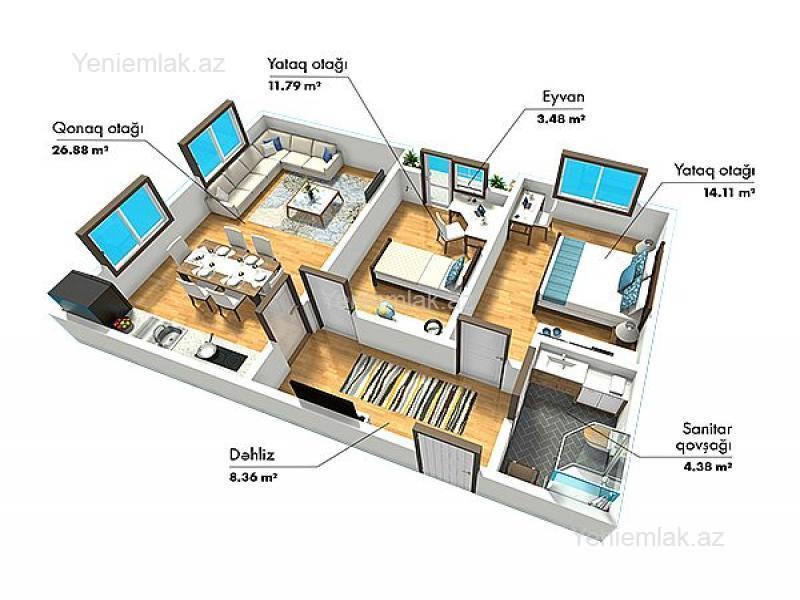 Yeniemlak.az
Yataq otağı
11.79 m²
Eyvan
3.48 m²
Qonaq otağı
26.88 m²
Yataq otağı
14.11 m²
Yeniemlak.az
Sanitar
qovşağı
4.38 m²
Dəhliz
8.36 m²
Yeniemlak.az